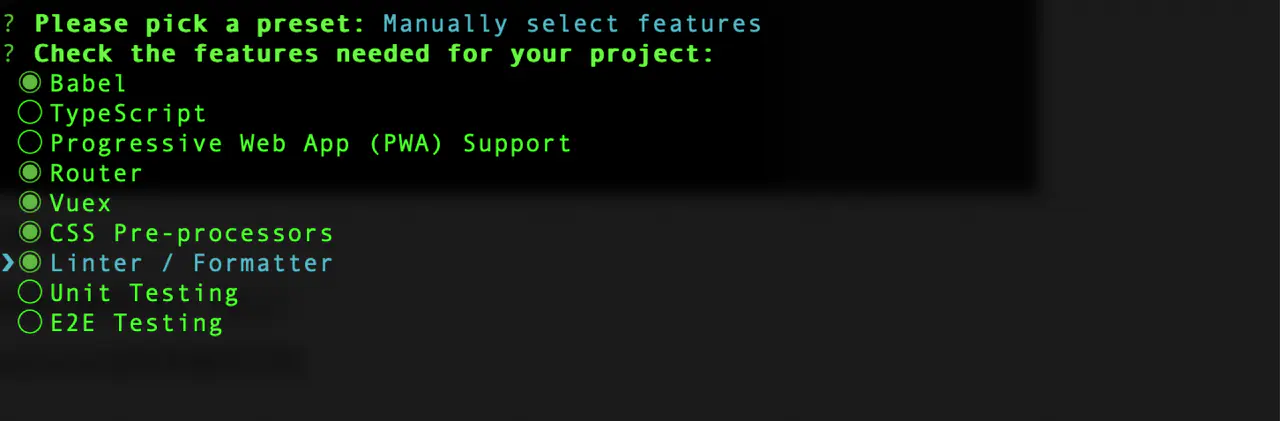 ? Please pick a preset: Manually select features
? Check the features needed for your project:
◉ Babel
◯ TypeScript
◯ Progressive Web App (PWA) Support
◉ Router
◉ Vuex
◉ CSS Pre-processors
❯◉ Linter / Formatter
◯ Unit Testing
◯ E2E Testing